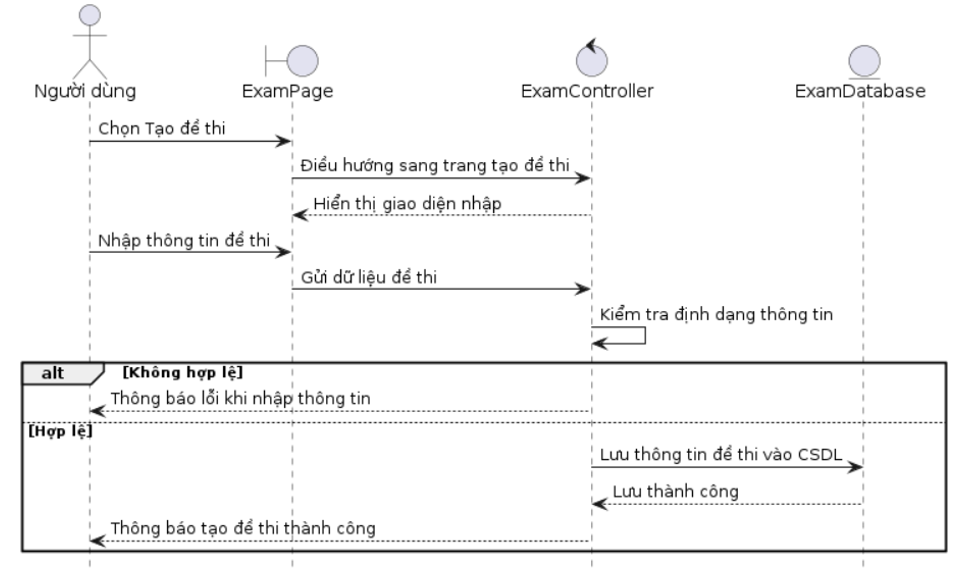 Người dùng
ExamPage
ExamController
ExamDatabase
Chọn Tạo đề thi
Điều hướng sang trang tạo đề thi
Hiển thị giao diện nhập
Nhập thông tin đề thi
Gửi dữ liệu đề thi
Kiểm tra định dạng thông tin
alt [Không hợp lệ]
Thông báo lỗi khi nhập thông tin
[Hợp lệ]
Lưu thông tin đề thi vào CSDL
Lưu thành công
Thông báo tạo đề thi thành công